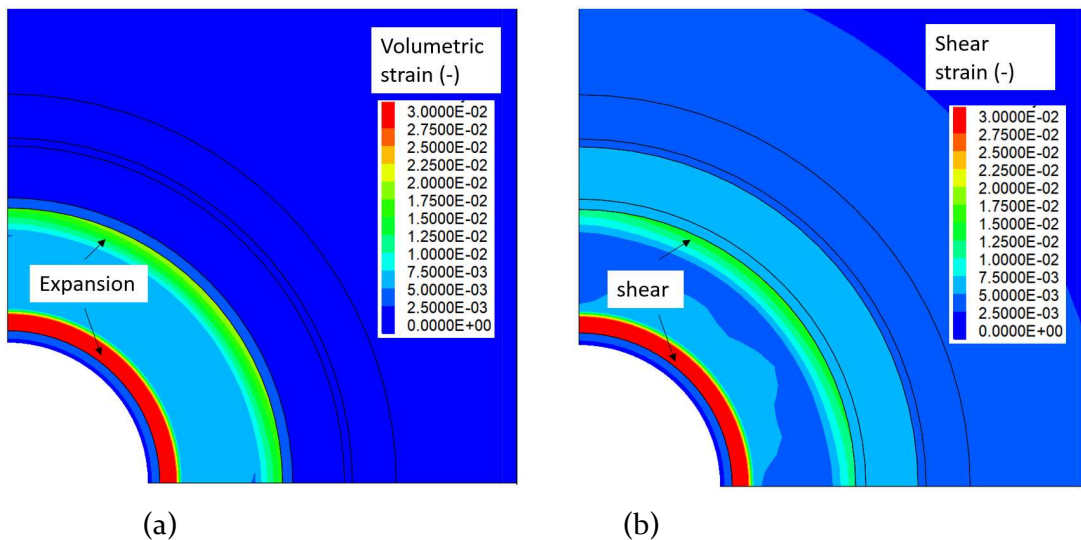 Volumetric
strain (-)
3.0000E-02
2.7500E-02
2.5000E-02
2.2500E-02
2.0000E-02
1.7500E-02
1.5000E-02
1.2500E-02
1.0000E-02
7.5000E-03
5.0000E-03
2.5000E-03
0.0000E+00
Expansion
(a)
Shear
strain (-)
3.0000E-02
2.7500E-02
2.5000E-02
2.2500E-02
2.0000E-02
1.7500E-02
1.5000E-02
1.2500E-02
1.0000E-02
7.5000E-03
5.0000E-03
2.5000E-03
0.0000E+00
shear
(b)